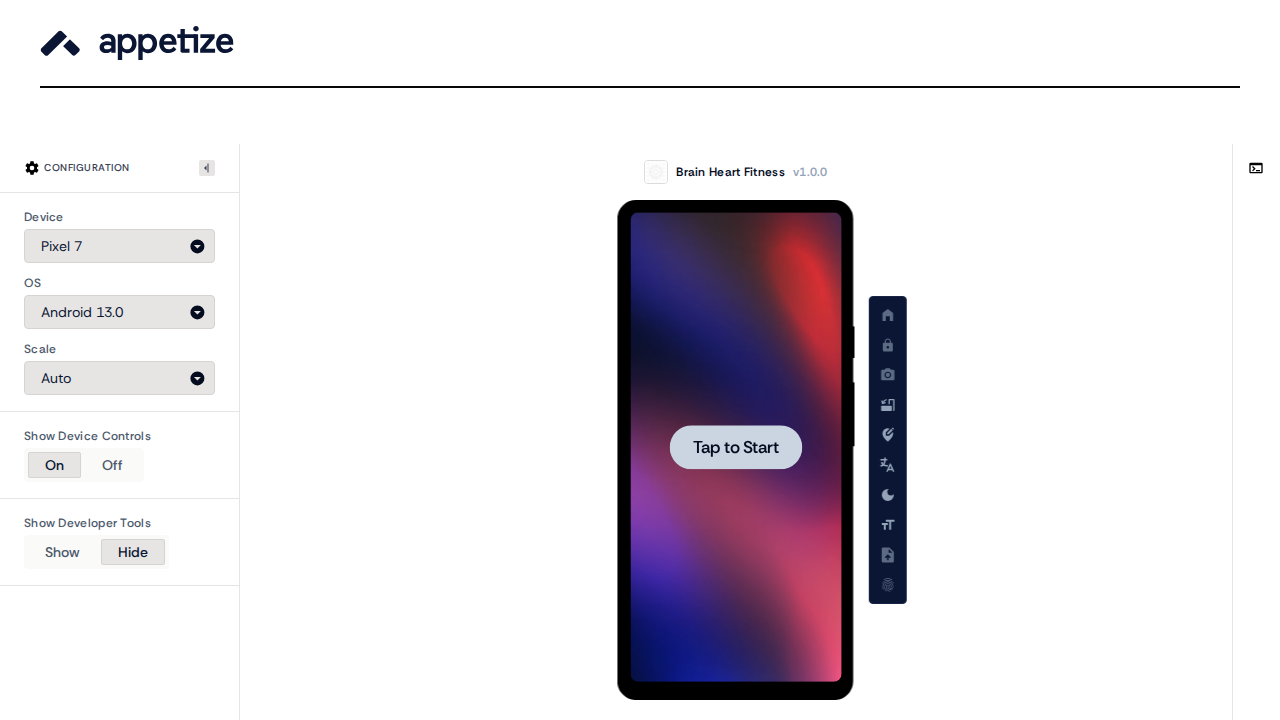 appetize
CONFIGURATION
Brain Heart Fitness v1.0.0
Device
Pixel 7
OS
Android 13.0
Scale
Auto
Show Device Controls
On Off
Show Developer Tools
Show Hide
Tap to Start